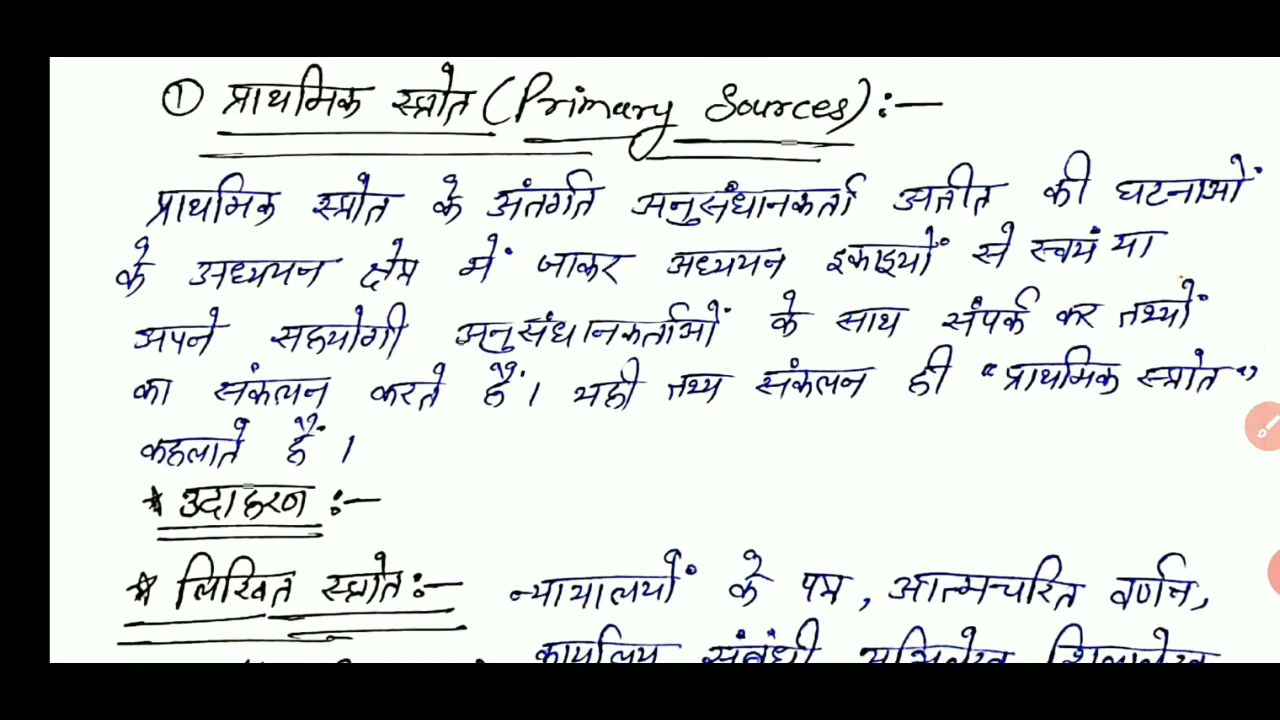 ① प्राथमिक स्त्रोत (Primary Sources) :—
प्राथमिक स्त्रोत के अंतर्गत अनुसंधानकर्ता अतीत की घटनाओं
के अध्ययन क्षेत्र में जाकर अध्ययन इकाइयों से स्वयं या
अपने सहयोगी अनुसंधानकर्ताओं के साथ संपर्क कर तथ्यों
का संकलन करते हैं। यही तथ्य संकलन ही "प्राथमिक स्त्रोत"
कहलाते हैं।
* उदाहरण :—
* लिखित स्त्रोत :— न्यायालयों के पत्र, आत्मचरित वर्णन,
कार्यालय संबंधी अभिलेख शिलालेख